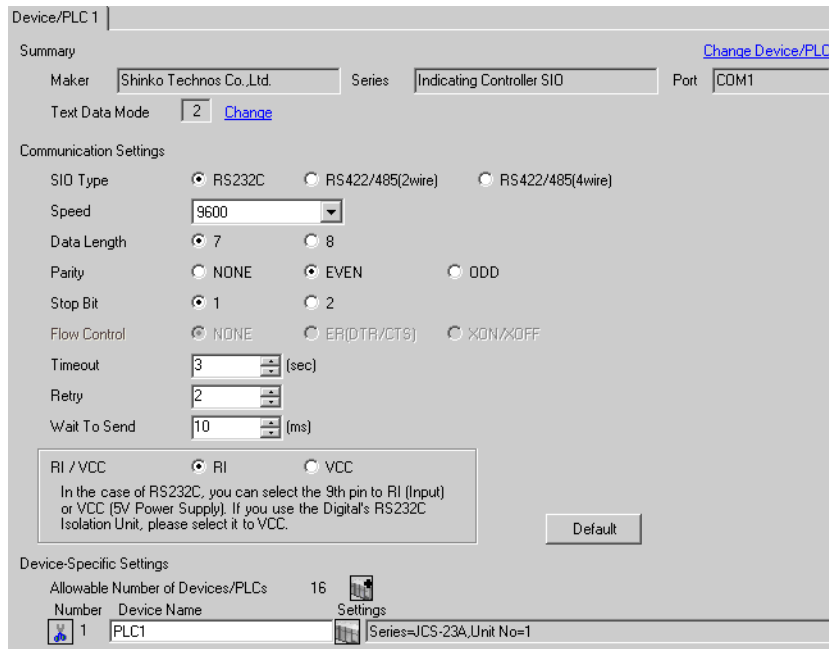 Device/PLC 1
Summary Change Device/PLC
Maker Shinko Technos Co.,Ltd. Series Indicating Controller SIO Port COM1
Text Data Mode 2 Change
Communication Settings
SIO Type RS232C RS422/485(2wire) RS422/485(4wire)
Speed 9600
Data Length 7 8
Parity NONE EVEN ODD
Stop Bit 1 2
Flow Control NONE ER(DTR/CTS) XON/XOFF
Timeout 3 (sec)
Retry 2
Wait To Send 10 (ms)
RI / VCC RI VCC
In the case of RS232C, you can select the 9th pin to RI (Input)
or VCC (5V Power Supply). If you use the Digital's RS232C
Isolation Unit, please select it to VCC.
Default
Device-Specific Settings
Allowable Number of Devices/PLCs 16
Number Device Name Settings
1 PLC1 Series=JCS-23A,Unit No=1